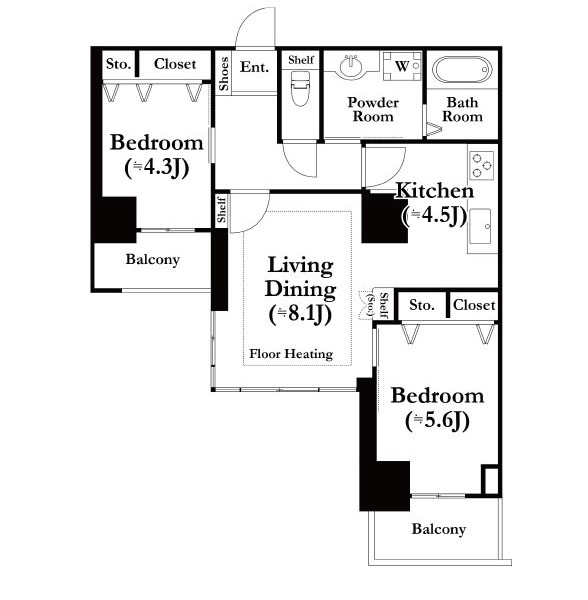 Sto.
Closet
Shoes
Ent.
Shelf
W
Powder
Room
Bath
Room
Bedroom
(≒4.3J)
Kitchen
(≒4.5J)
Shelf
Balcony
Living
Dining
(≒8.1J)
Shelf
(Sto)
Sto.
Closet
Floor Heating
Bedroom
(≒5.6J)
Balcony